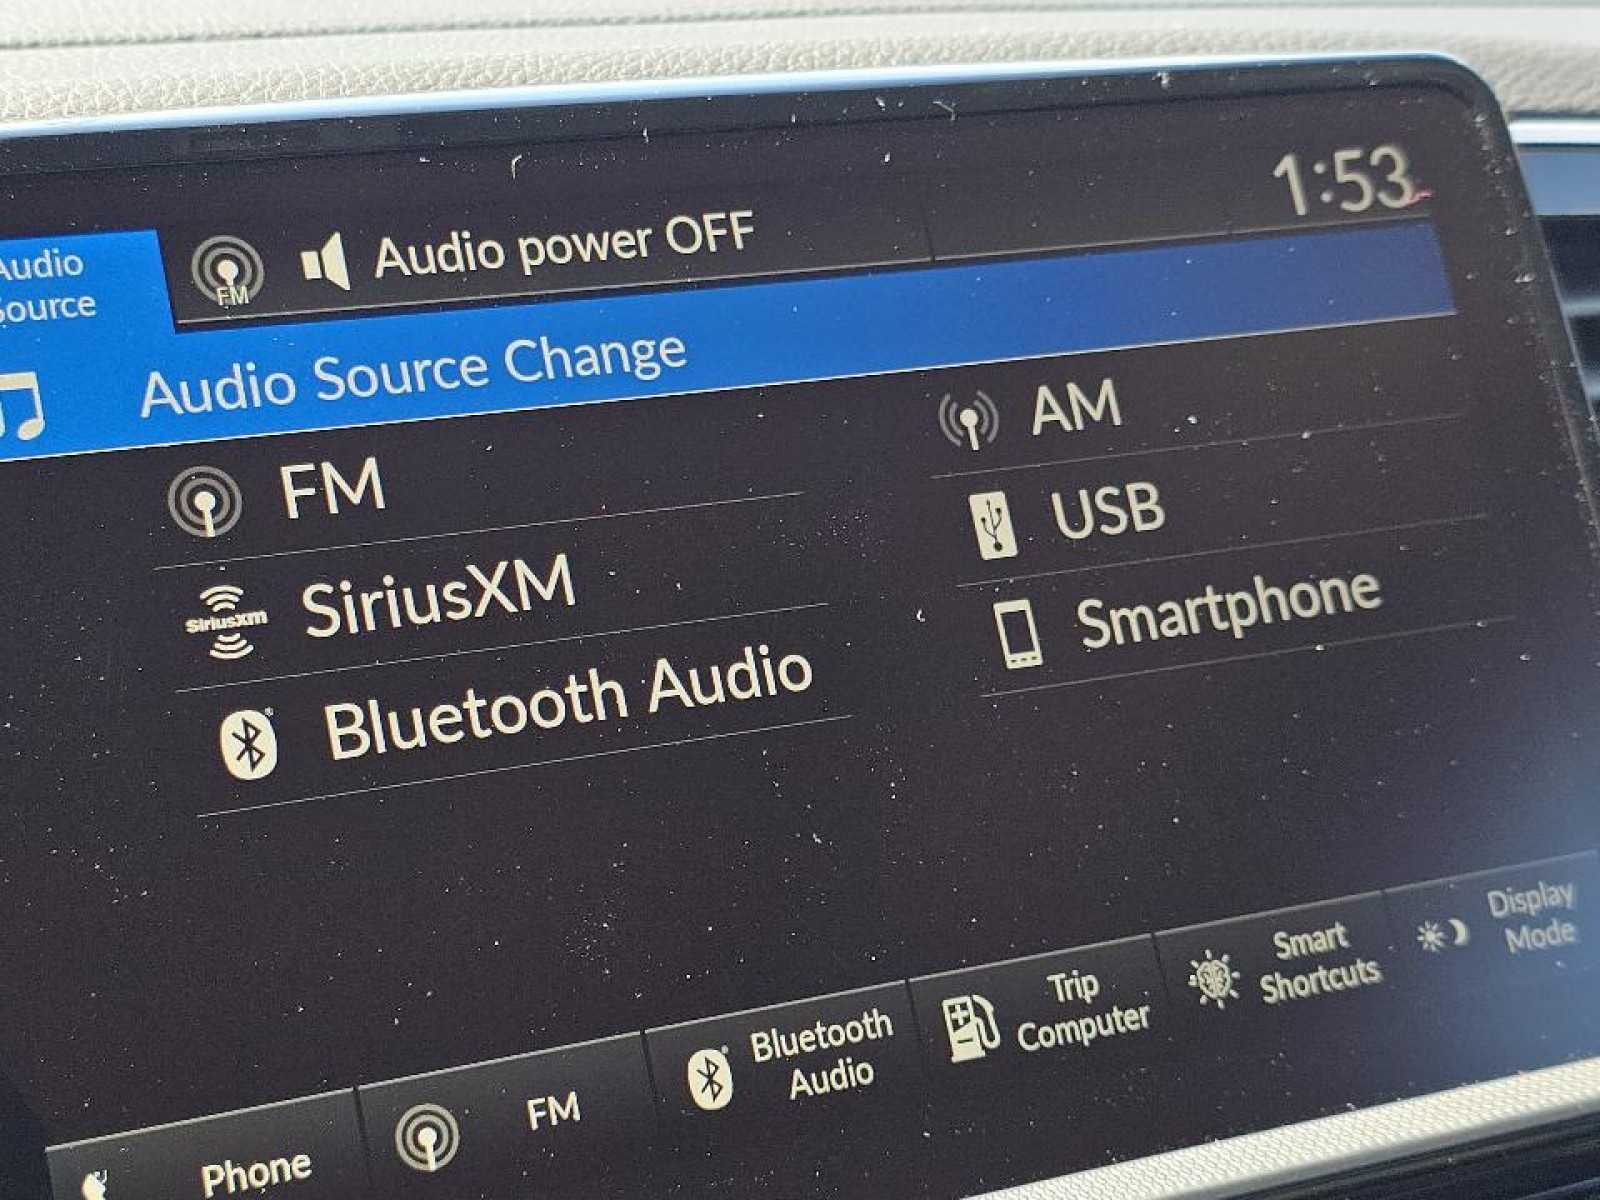 1:53
Audio
Source
FM
Audio power OFF
Audio Source Change
FM
AM
SiriusXM
SiriusXM
USB
Bluetooth Audio
Smartphone
Phone
FM
Bluetooth
Audio
Trip
Computer
Smart
Shortcuts
Display
Mode